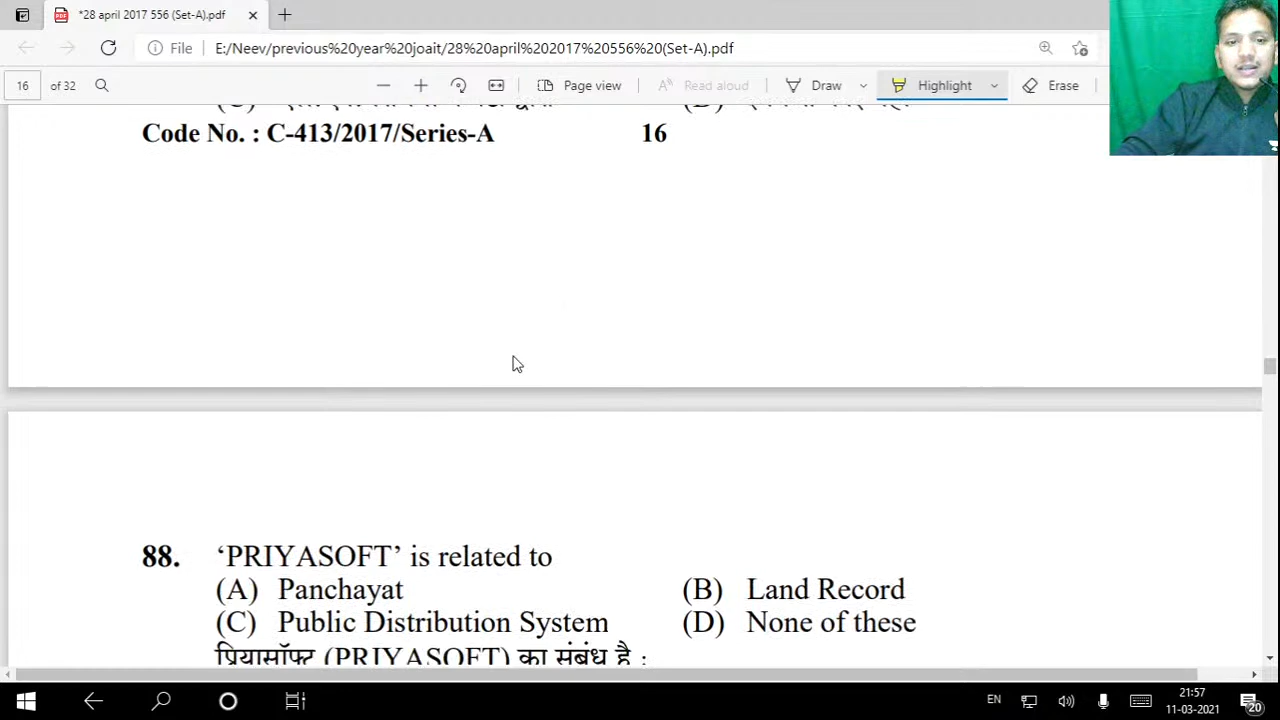 *28 april 2017 556 (Set-A).pdf
File E:/Neev/previous%20year%20joait/28%20april%202017%20556%20(Set-A).pdf
16 of 32 Page view Read aloud Draw Highlight Erase
Code No. : C-413/2017/Series-A 16
88. ‘PRIYASOFT’ is related to
(A) Panchayat (B) Land Record
(C) Public Distribution System (D) None of these
प्रियासॉफ्ट (PRIYASOFT) का संबंध है :
EN 21:57
11-03-2021 20